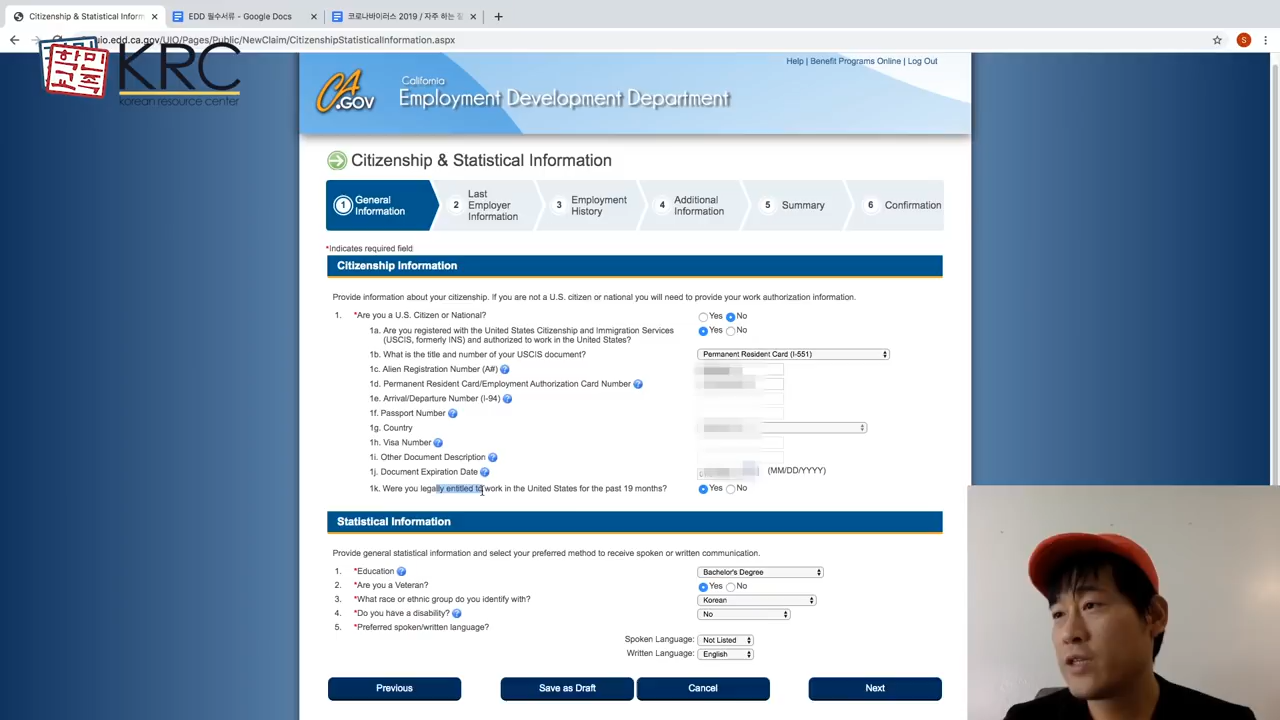 Citizenship & Statistical Inform
EDD 필수서류 - Google Docs
코로나바이러스 2019 / 자주 하는 질
uio.edd.ca.gov/UIO/Pages/Public/NewClaim/CitizenshipStatisticalInformation.aspx
S
학민
교족
KRC
korean resource center
Help | Benefit Programs Online | Log Out
CA
.GOV
California
Employment Development Department
Citizenship & Statistical Information
1 General Information
2 Last Employer Information
3 Employment History
4 Additional Information
5 Summary
6 Confirmation
*Indicates required field
Citizenship Information
Provide information about your citizenship. If you are not a U.S. citizen or national you will need to provide your work authorization information.
1. *Are you a U.S. Citizen or National? Yes No
1a. Are you registered with the United States Citizenship and Immigration Services Yes No
(USCIS, formerly INS) and authorized to work in the United States?
1b. What is the title and number of your USCIS document? Permanent Resident Card (I-551)
1c. Alien Registration Number (A#) ?
1d. Permanent Resident Card/Employment Authorization Card Number ?
1e. Arrival/Departure Number (I-94) ?
1f. Passport Number ?
1g. Country
1h. Visa Number ?
1i. Other Document Description ?
1j. Document Expiration Date ? (MM/DD/YYYY)
1k. Were you legally entitled to work in the United States for the past 19 months? Yes No
Statistical Information
Provide general statistical information and select your preferred method to receive spoken or written communication.
1. *Education ? Bachelor's Degree
2. *Are you a Veteran? Yes No
3. *What race or ethnic group do you identify with? Korean
4. *Do you have a disability? ? No
5. *Preferred spoken/written language?
Spoken Language: Not Listed
Written Language: English
Previous
Save as Draft
Cancel
Next